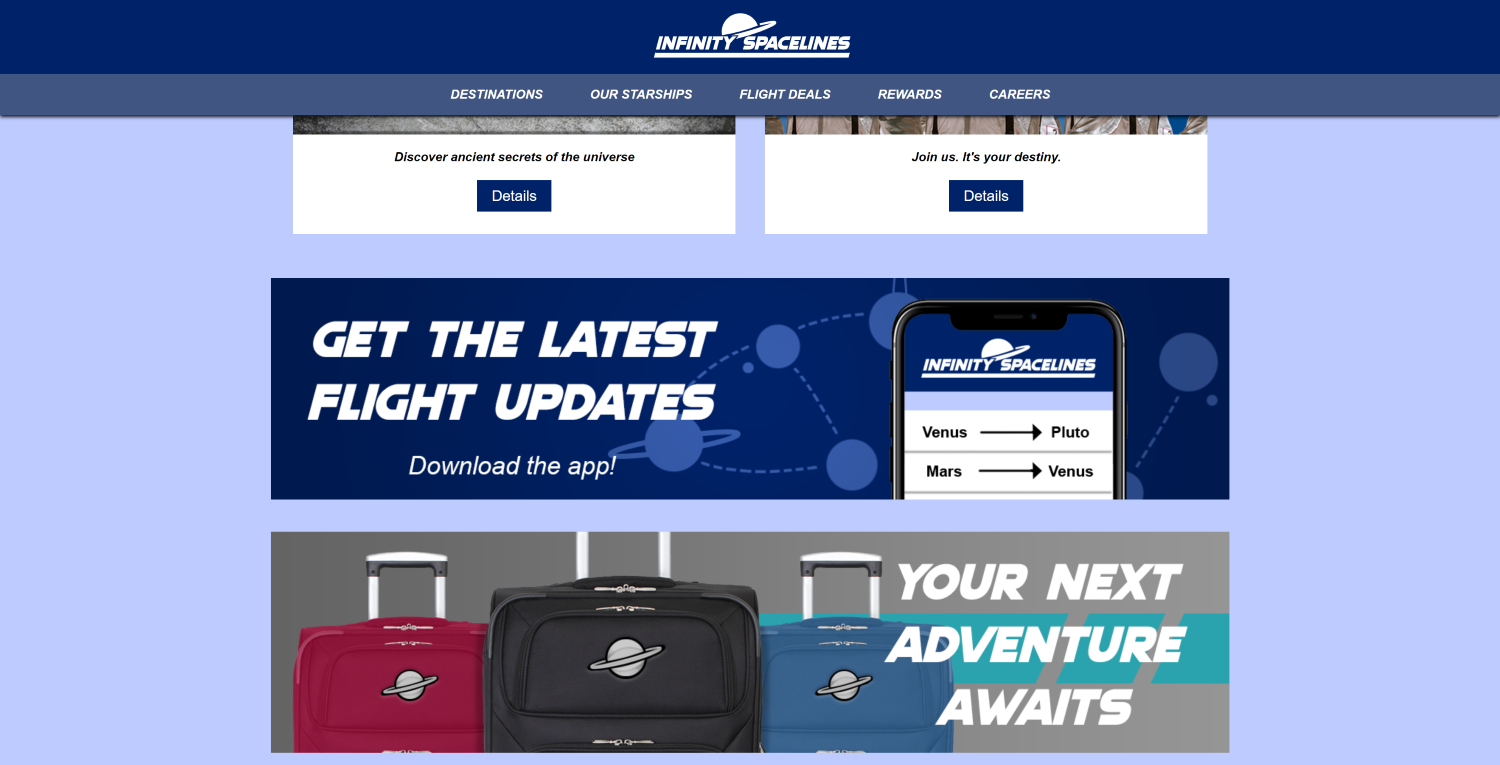 INFINITY SPACELINES
DESTINATIONS OUR STARSHIPS FLIGHT DEALS REWARDS CAREERS
Discover ancient secrets of the universe
Details
Join us. It's your destiny.
Details
GET THE LATEST
FLIGHT UPDATES
Download the app!
INFINITY SPACELINES
Venus Pluto
Mars Venus
YOUR NEXT
ADVENTURE
AWAITS